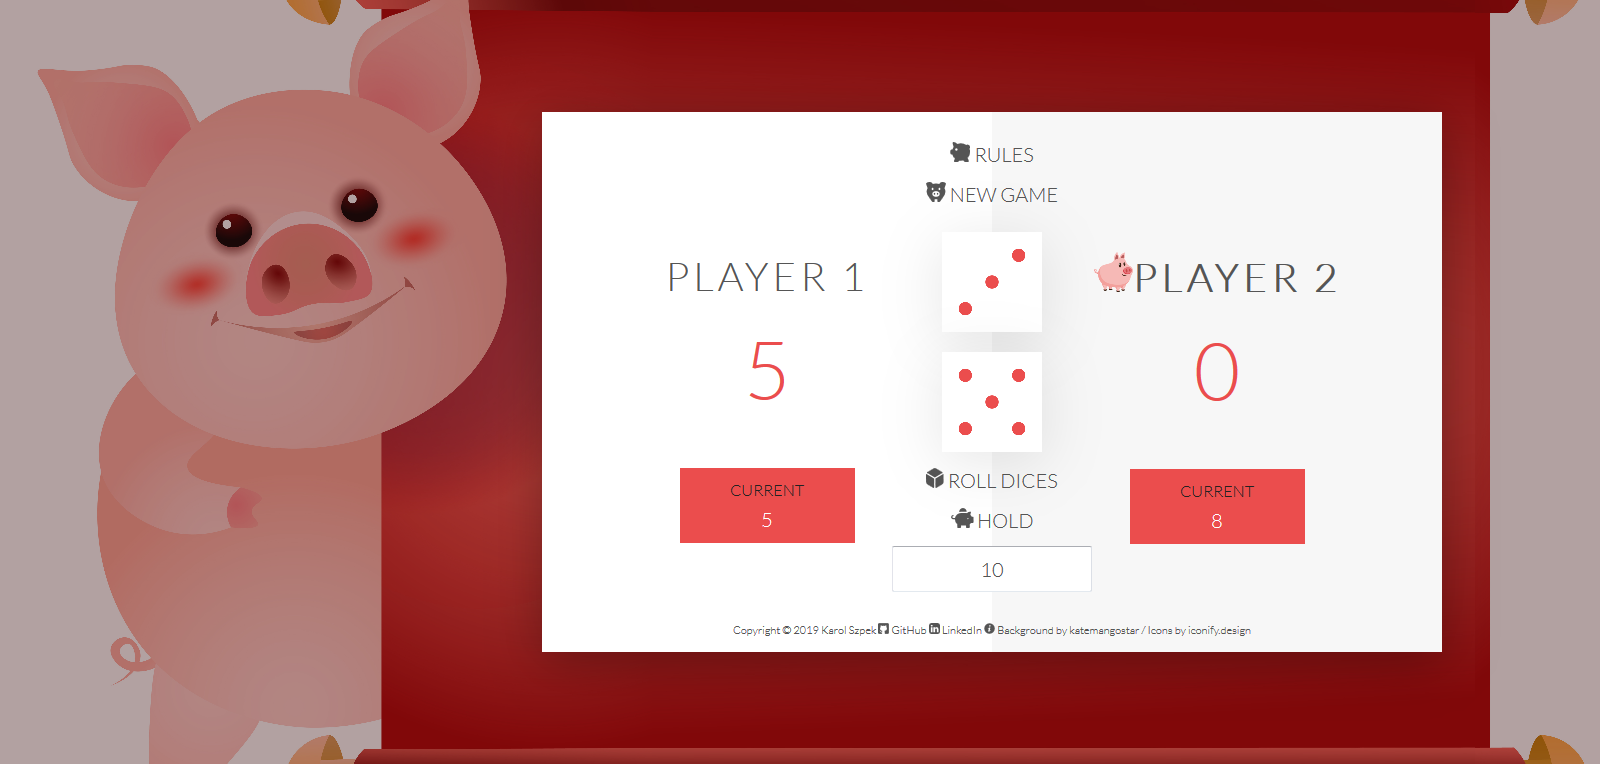 RULES
NEW GAME
PLAYER 1
PLAYER 2
5
0
CURRENT
5
ROLL DICES
HOLD
10
CURRENT
8
Copyright © 2019 Karol Szpek GitHub LinkedIn Background by katemangostar / Icons by iconify.design